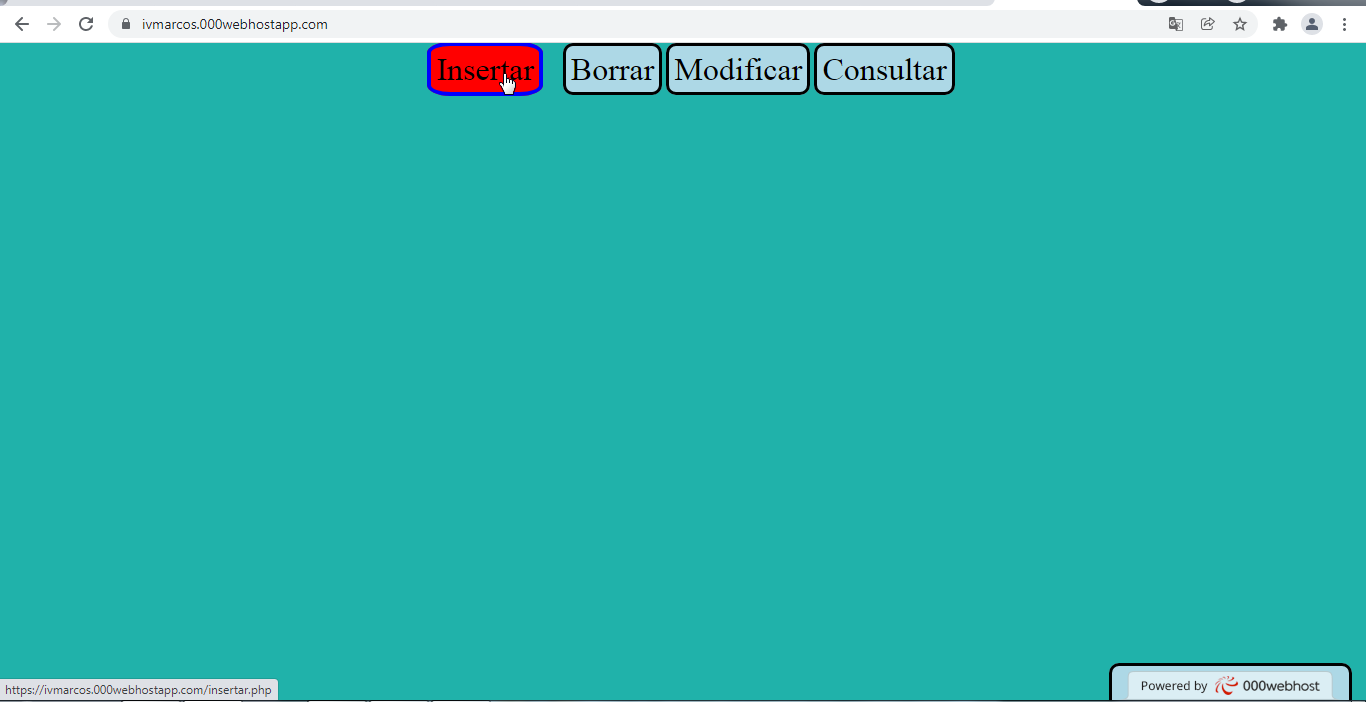 ivmarcos.000webhostapp.com
Insertar Borrar Modificar Consultar
https://ivmarcos.000webhostapp.com/insertar.php
Powered by 000webhost